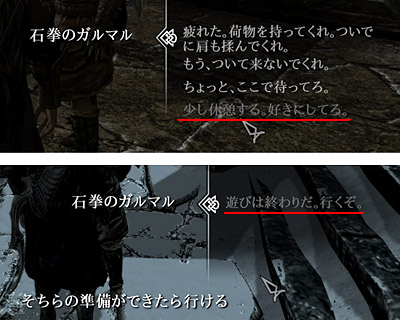 石拳のガルマル
疲れた。荷物を持ってくれ。ついで
に肩も揉んでくれ。
もう、ついて来ないでくれ。
ちょっと、ここで待ってろ。
少し休憩する。好きにしてる。
石拳のガルマル
遊びは終わりだ。行くぞ。
そちらの準備ができたら行ける